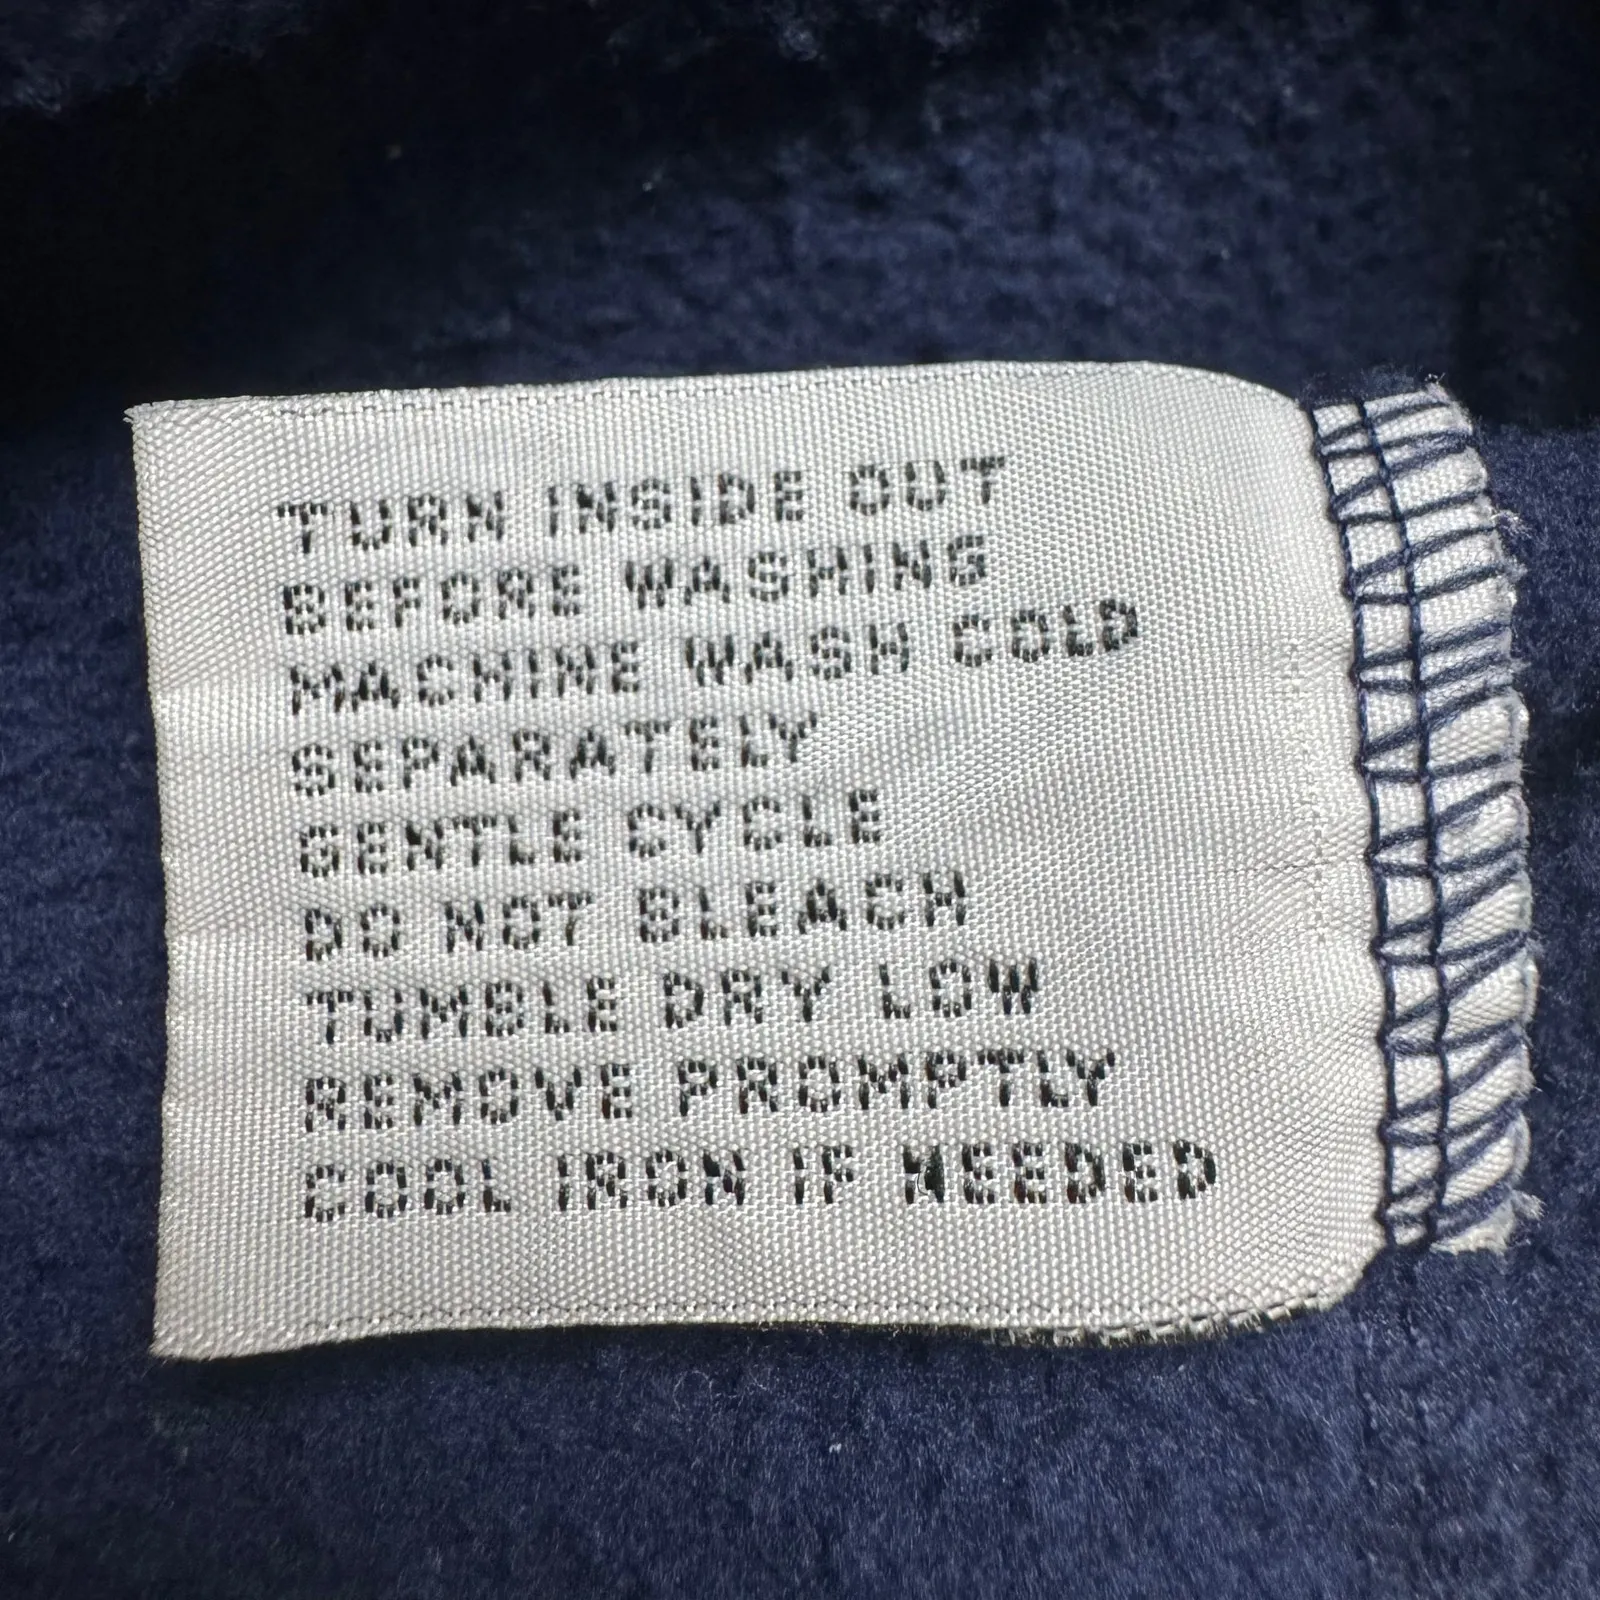 TURN INSIDE OUT
BEFORE WASHING
MACHINE WASH COLD
SEPARATELY
GENTLE CYCLE
DO NOT BLEACH
TUMBLE DRY LOW
REMOVE PROMPTLY
COOL IRON IF NEEDED